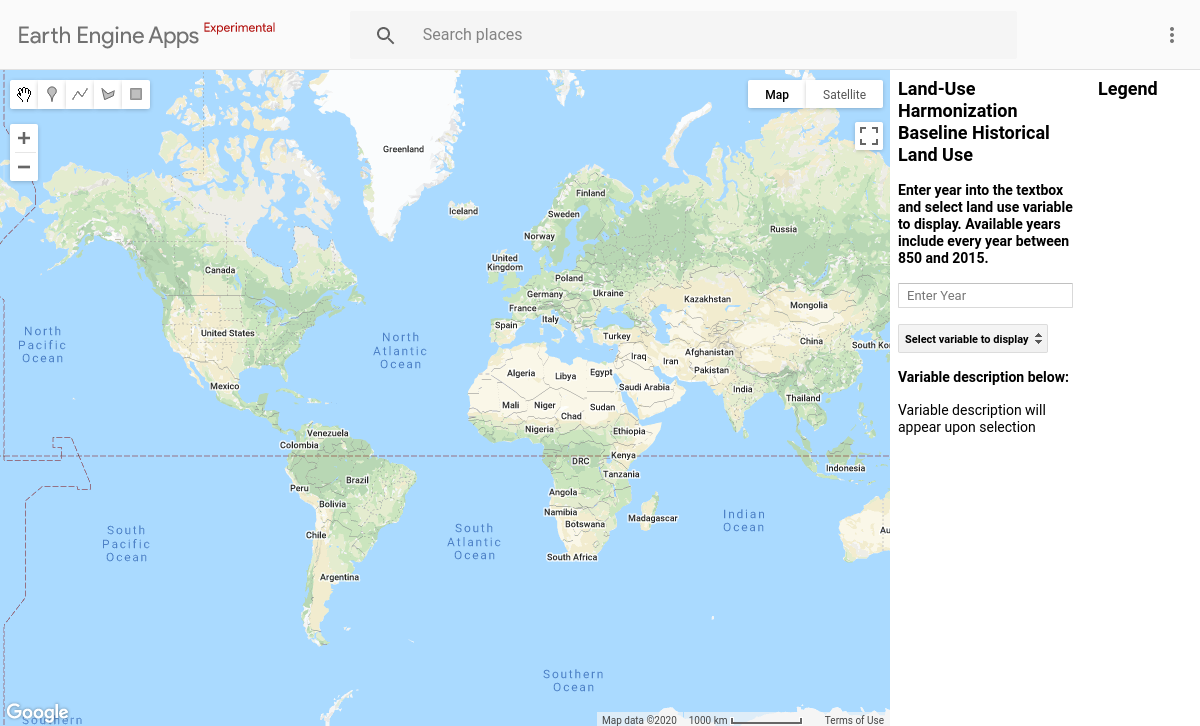 Earth Engine Apps Experimental
Search places
Map
Satellite
Greenland
Iceland
Finland
Sweden
Norway
Russia
United
Kingdom
Canada
Poland
Germany
Ukraine
Kazakhstan
Mongolia
France
Italy
Spain
Turkey
United States
North
Pacific
Ocean
North
Atlantic
Ocean
China
South Ko
Iraq
Iran
Afghanistan
Pakistan
Algeria
Libya
Egypt
Saudi Arabia
India
Mexico
Mali
Niger
Chad
Sudan
Thailand
Nigeria
Ethiopia
Venezuela
Colombia
DRC
Kenya
Indonesia
Tanzania
Peru
Brazil
Angola
Bolivia
Namibia
Botswana
Madagascar
Indian
Ocean
Au
South
Pacific
Ocean
South
Atlantic
Ocean
Chile
South Africa
Argentina
Southern
Ocean
Southern
Google
Map data ©2020
1000 km
Terms of Use
Land-Use
Harmonization
Baseline Historical
Land Use
Enter year into the textbox
and select land use variable
to display. Available years
include every year between
850 and 2015.
Enter Year
Select variable to display
Variable description below:
Variable description will
appear upon selection
Legend